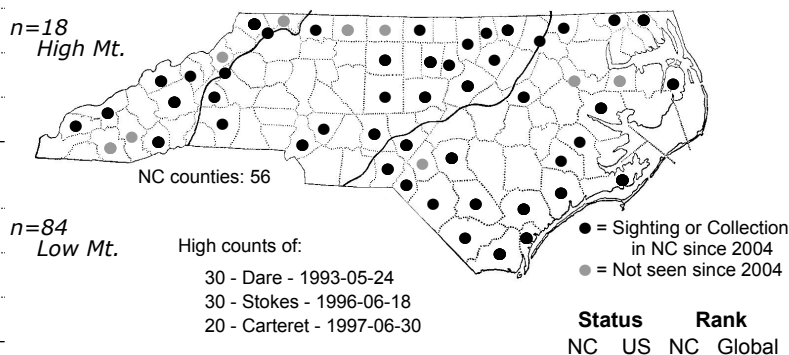 n=18
High Mt.
NC counties: 56
n=84
Low Mt.
High counts of:
30 - Dare - 1993-05-24
30 - Stokes - 1996-06-18
20 - Carteret - 1997-06-30
● = Sighting or Collection
in NC since 2004
● = Not seen since 2004
Status Rank
NC US NC Global